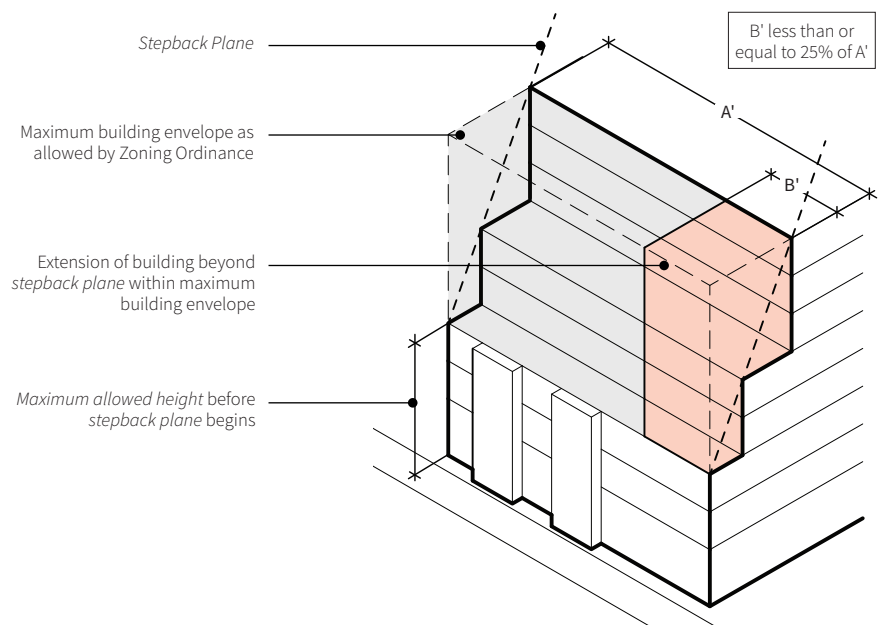 Stepback Plane
B' less than or
equal to 25% of A'
A'
Maximum building envelope as
allowed by Zoning Ordinance
B'
Extension of building beyond
stepback plane within maximum
building envelope
Maximum allowed height before
stepback plane begins